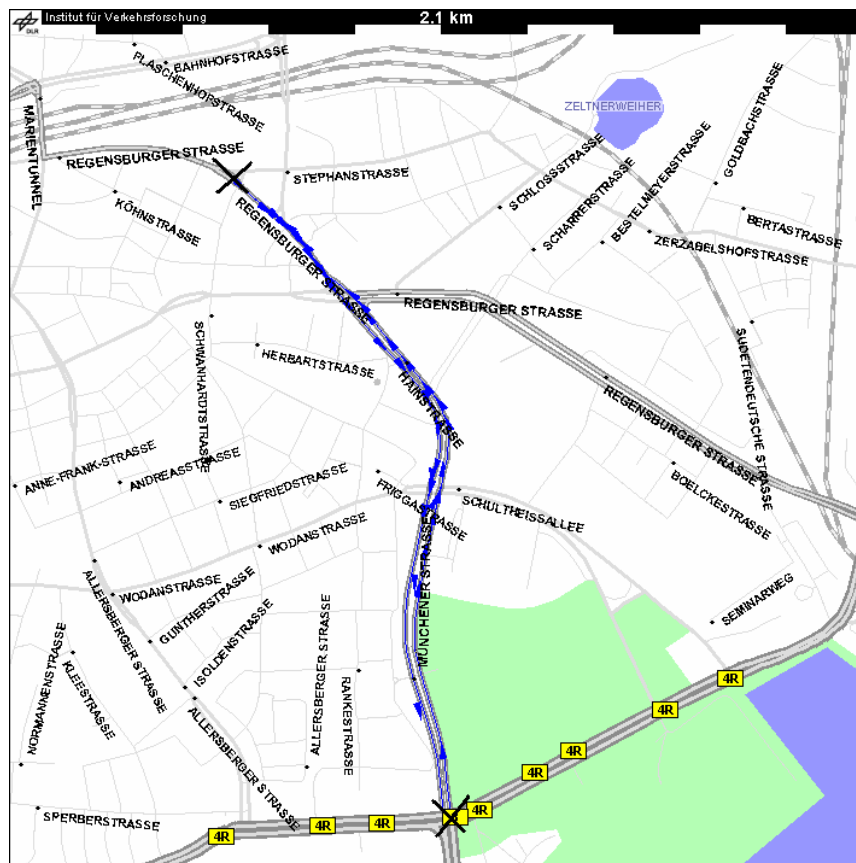 Institut für Verkehrsforschung
2.1 km
DLR
BAHNHOFSTRASSE
FLASCHENHOFSTRASSE
MARIENTUNNEL
REGENSBURGER STRASSE
STEPHANSTRASSE
KÖHNSTRASSE
REGENSBURGER STRASSE
ZELTNERWEIHER
SCHLOSSSTRASSE
SCHARRERSTRASSE
BESTELMEYERSTRASSE
GOLDBACHSTRASSE
BERTASTRASSE
ZERZABELSHOFSTRASSE
REGENSBURGER STRASSE
SCHWANHARDTSTRASSE
HERBARTSTRASSE
HAINSTRASSE
REGENSBURGER STRASSE
SUDETENDEUTSCHE STRASSE
ANNE-FRANK-STRASSE
ANDREASSTRASSE
SIEGFRIEDSTRASSE
FRIGGASTRASSE
SCHULTHEISSALLEE
BOELCKESTRASSE
WODANSTRASSE
MÜNCHENER STRASSE
ALLERSBERGER STRASSE
WODANSTRASSE
GUNTHERSTRASSE
ISOLDENSTRASSE
SEMINARWEG
NORMANNENSTRASSE
KLEESTRASSE
ALLERSBERGER STRASSE
ALLERSBERGER STRASSE
RANKESTRASSE
SPERBERSTRASSE
4R
4R
4R
4R
4R
4R
4R
4R